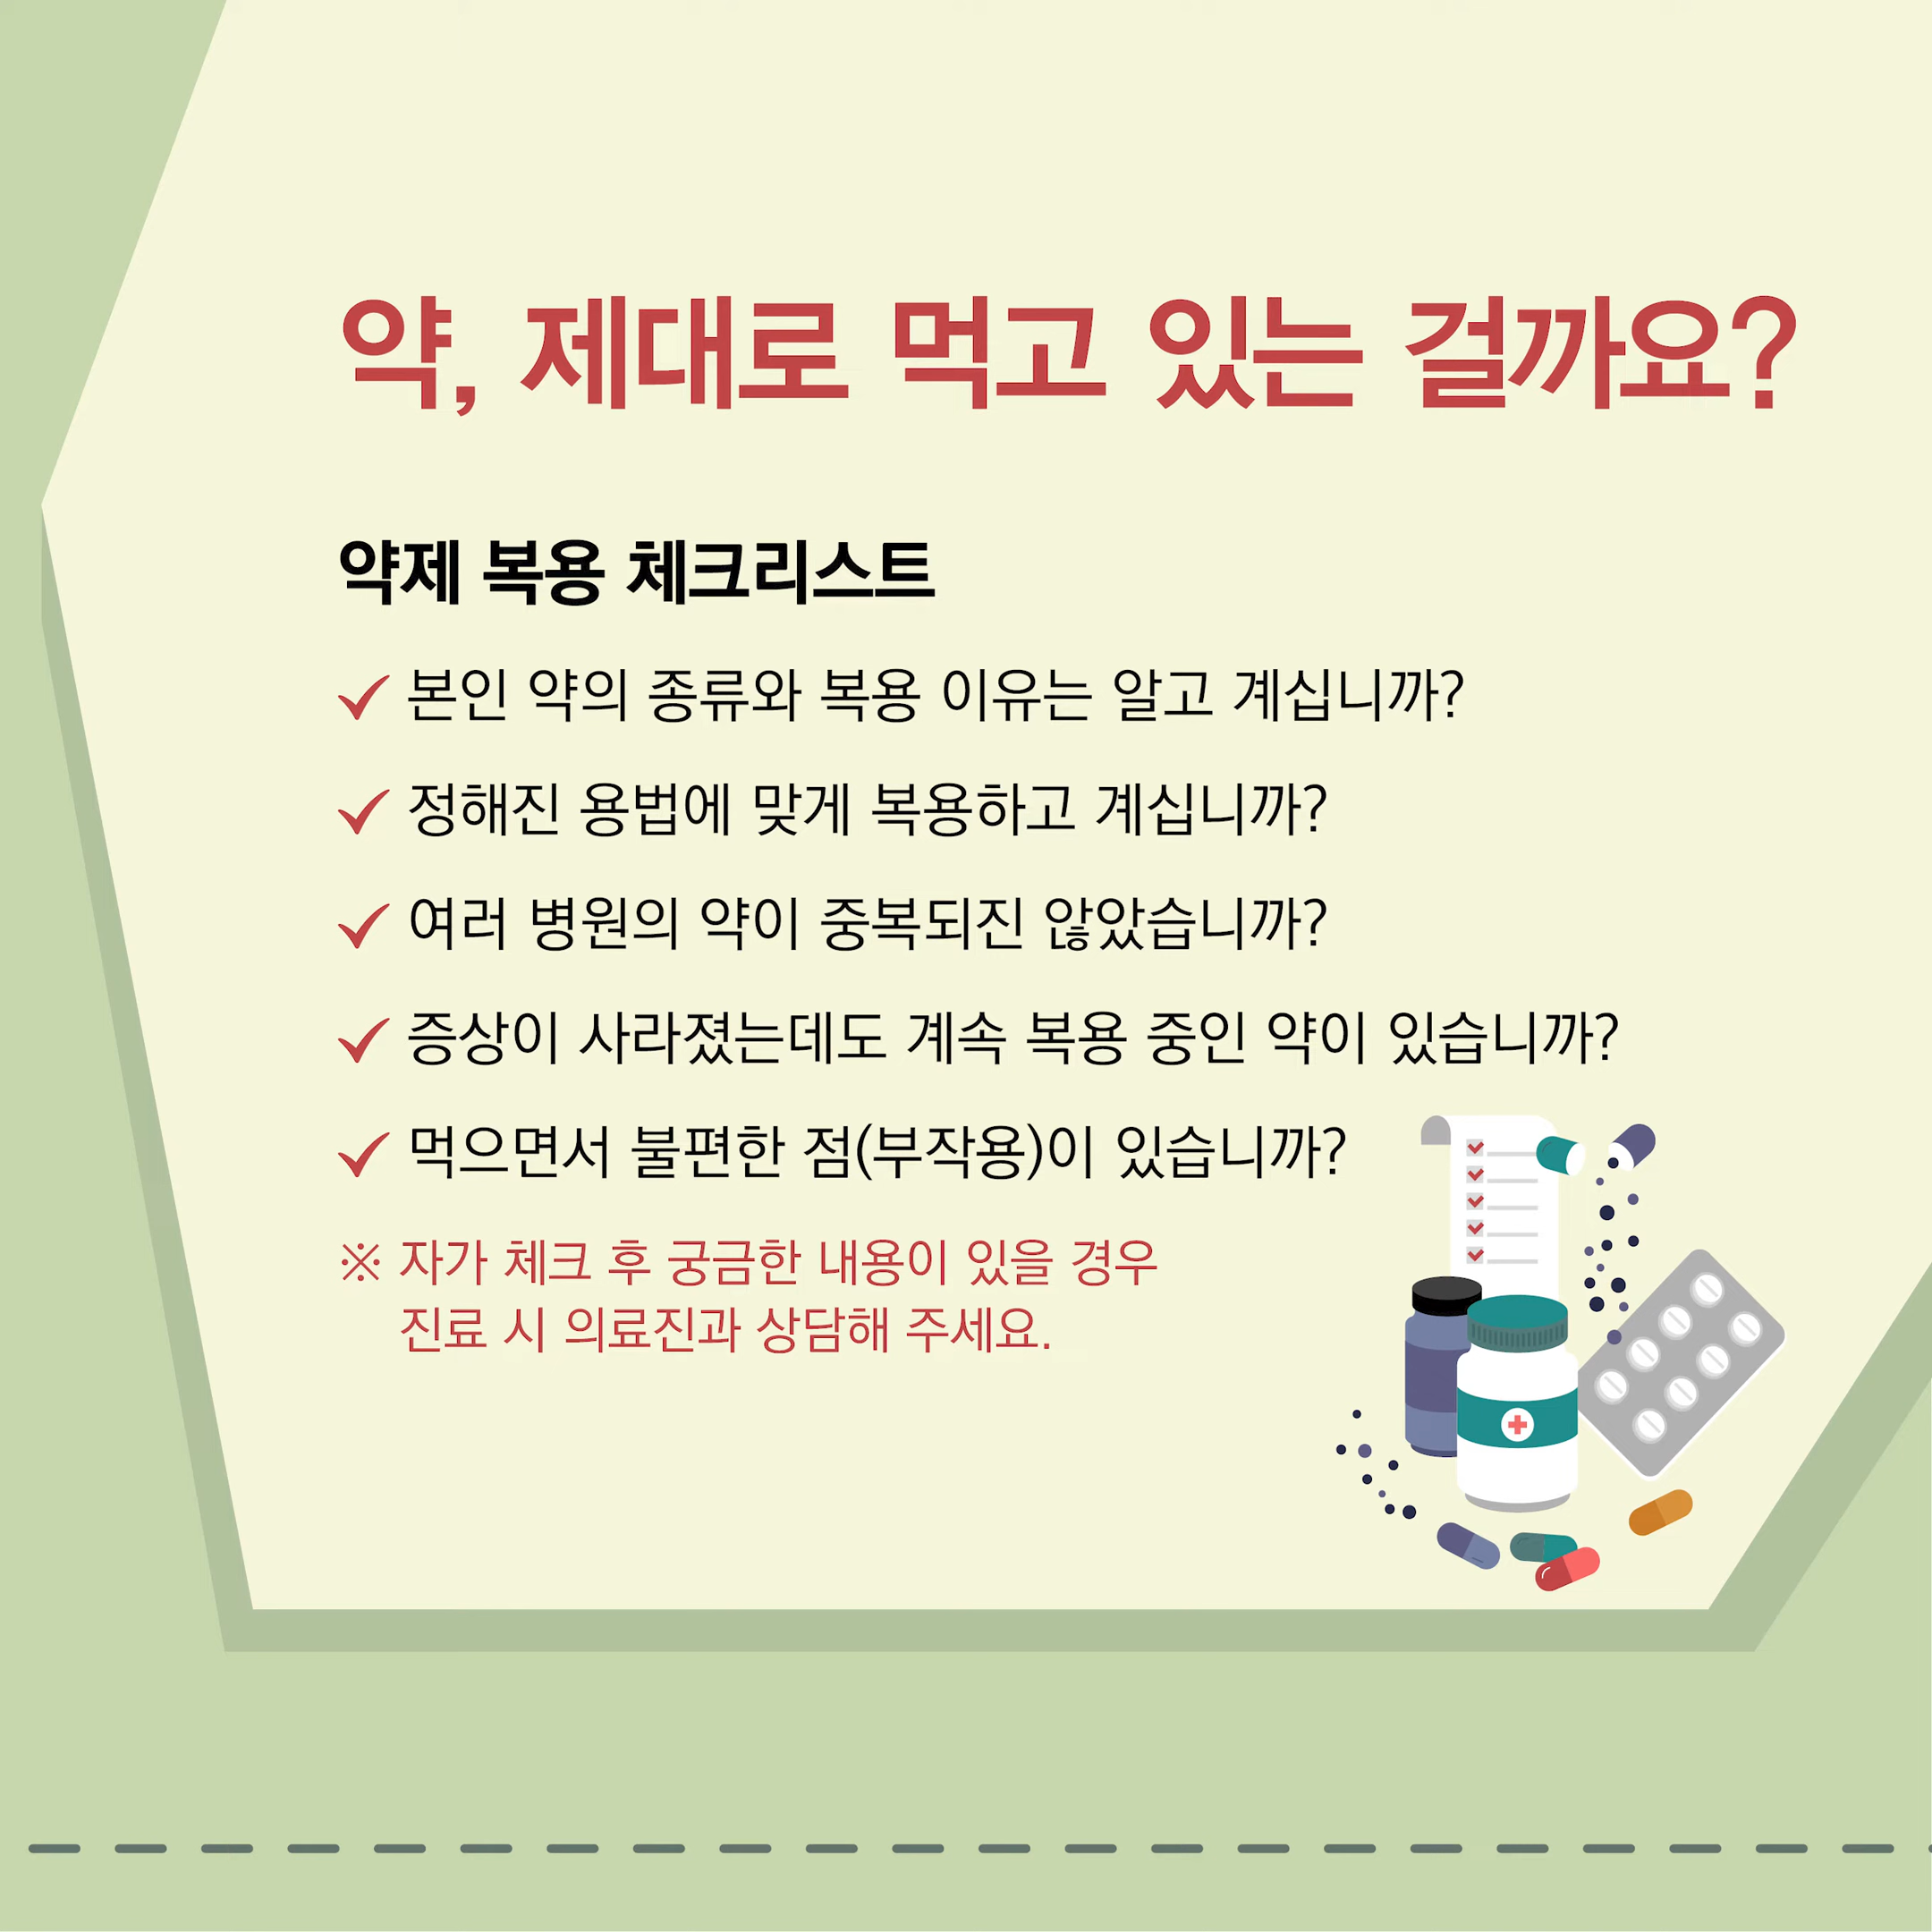 약, 제대로 먹고 있는 걸까요?
약제 복용 체크리스트
본인 약의 종류와 복용 이유는 알고 계십니까?
정해진 용법에 맞게 복용하고 계십니까?
여러 병원의 약이 중복되진 않았습니까?
증상이 사라졌는데도 계속 복용 중인 약이 있습니까?
먹으면서 불편한 점(부작용)이 있습니까?
※ 자가 체크 후 궁금한 내용이 있을 경우
진료 시 의료진과 상담해 주세요.